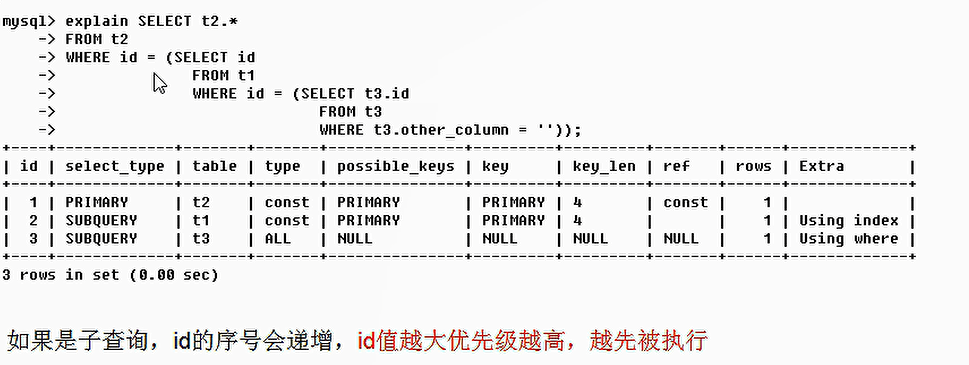 mysql> explain SELECT t2.*
    -> FROM t2
    -> WHERE id = (SELECT id
    ->             FROM t1
    ->             WHERE id = (SELECT t3.id
    ->                         FROM t3
    ->                         WHERE t3.other_column = ''));
+----+-------------+-------+-------+---------------+---------+---------+-------+------+-------------+
| id | select_type | table | type  | possible_keys | key     | key_len | ref   | rows | Extra       |
+----+-------------+-------+-------+---------------+---------+---------+-------+------+-------------+
|  1 | PRIMARY     | t2    | const | PRIMARY       | PRIMARY | 4       | const |    1 |             |
|  2 | SUBQUERY    | t1    | const | PRIMARY       | PRIMARY | 4       |       |    1 | Using index |
|  3 | SUBQUERY    | t3    | ALL   | NULL          | NULL    | NULL    | NULL  |    1 | Using where |
+----+-------------+-------+-------+---------------+---------+---------+-------+------+-------------+
3 rows in set (0.00 sec)
如果是子查询，id的序号会递增，id值越大优先级越高，越先被执行